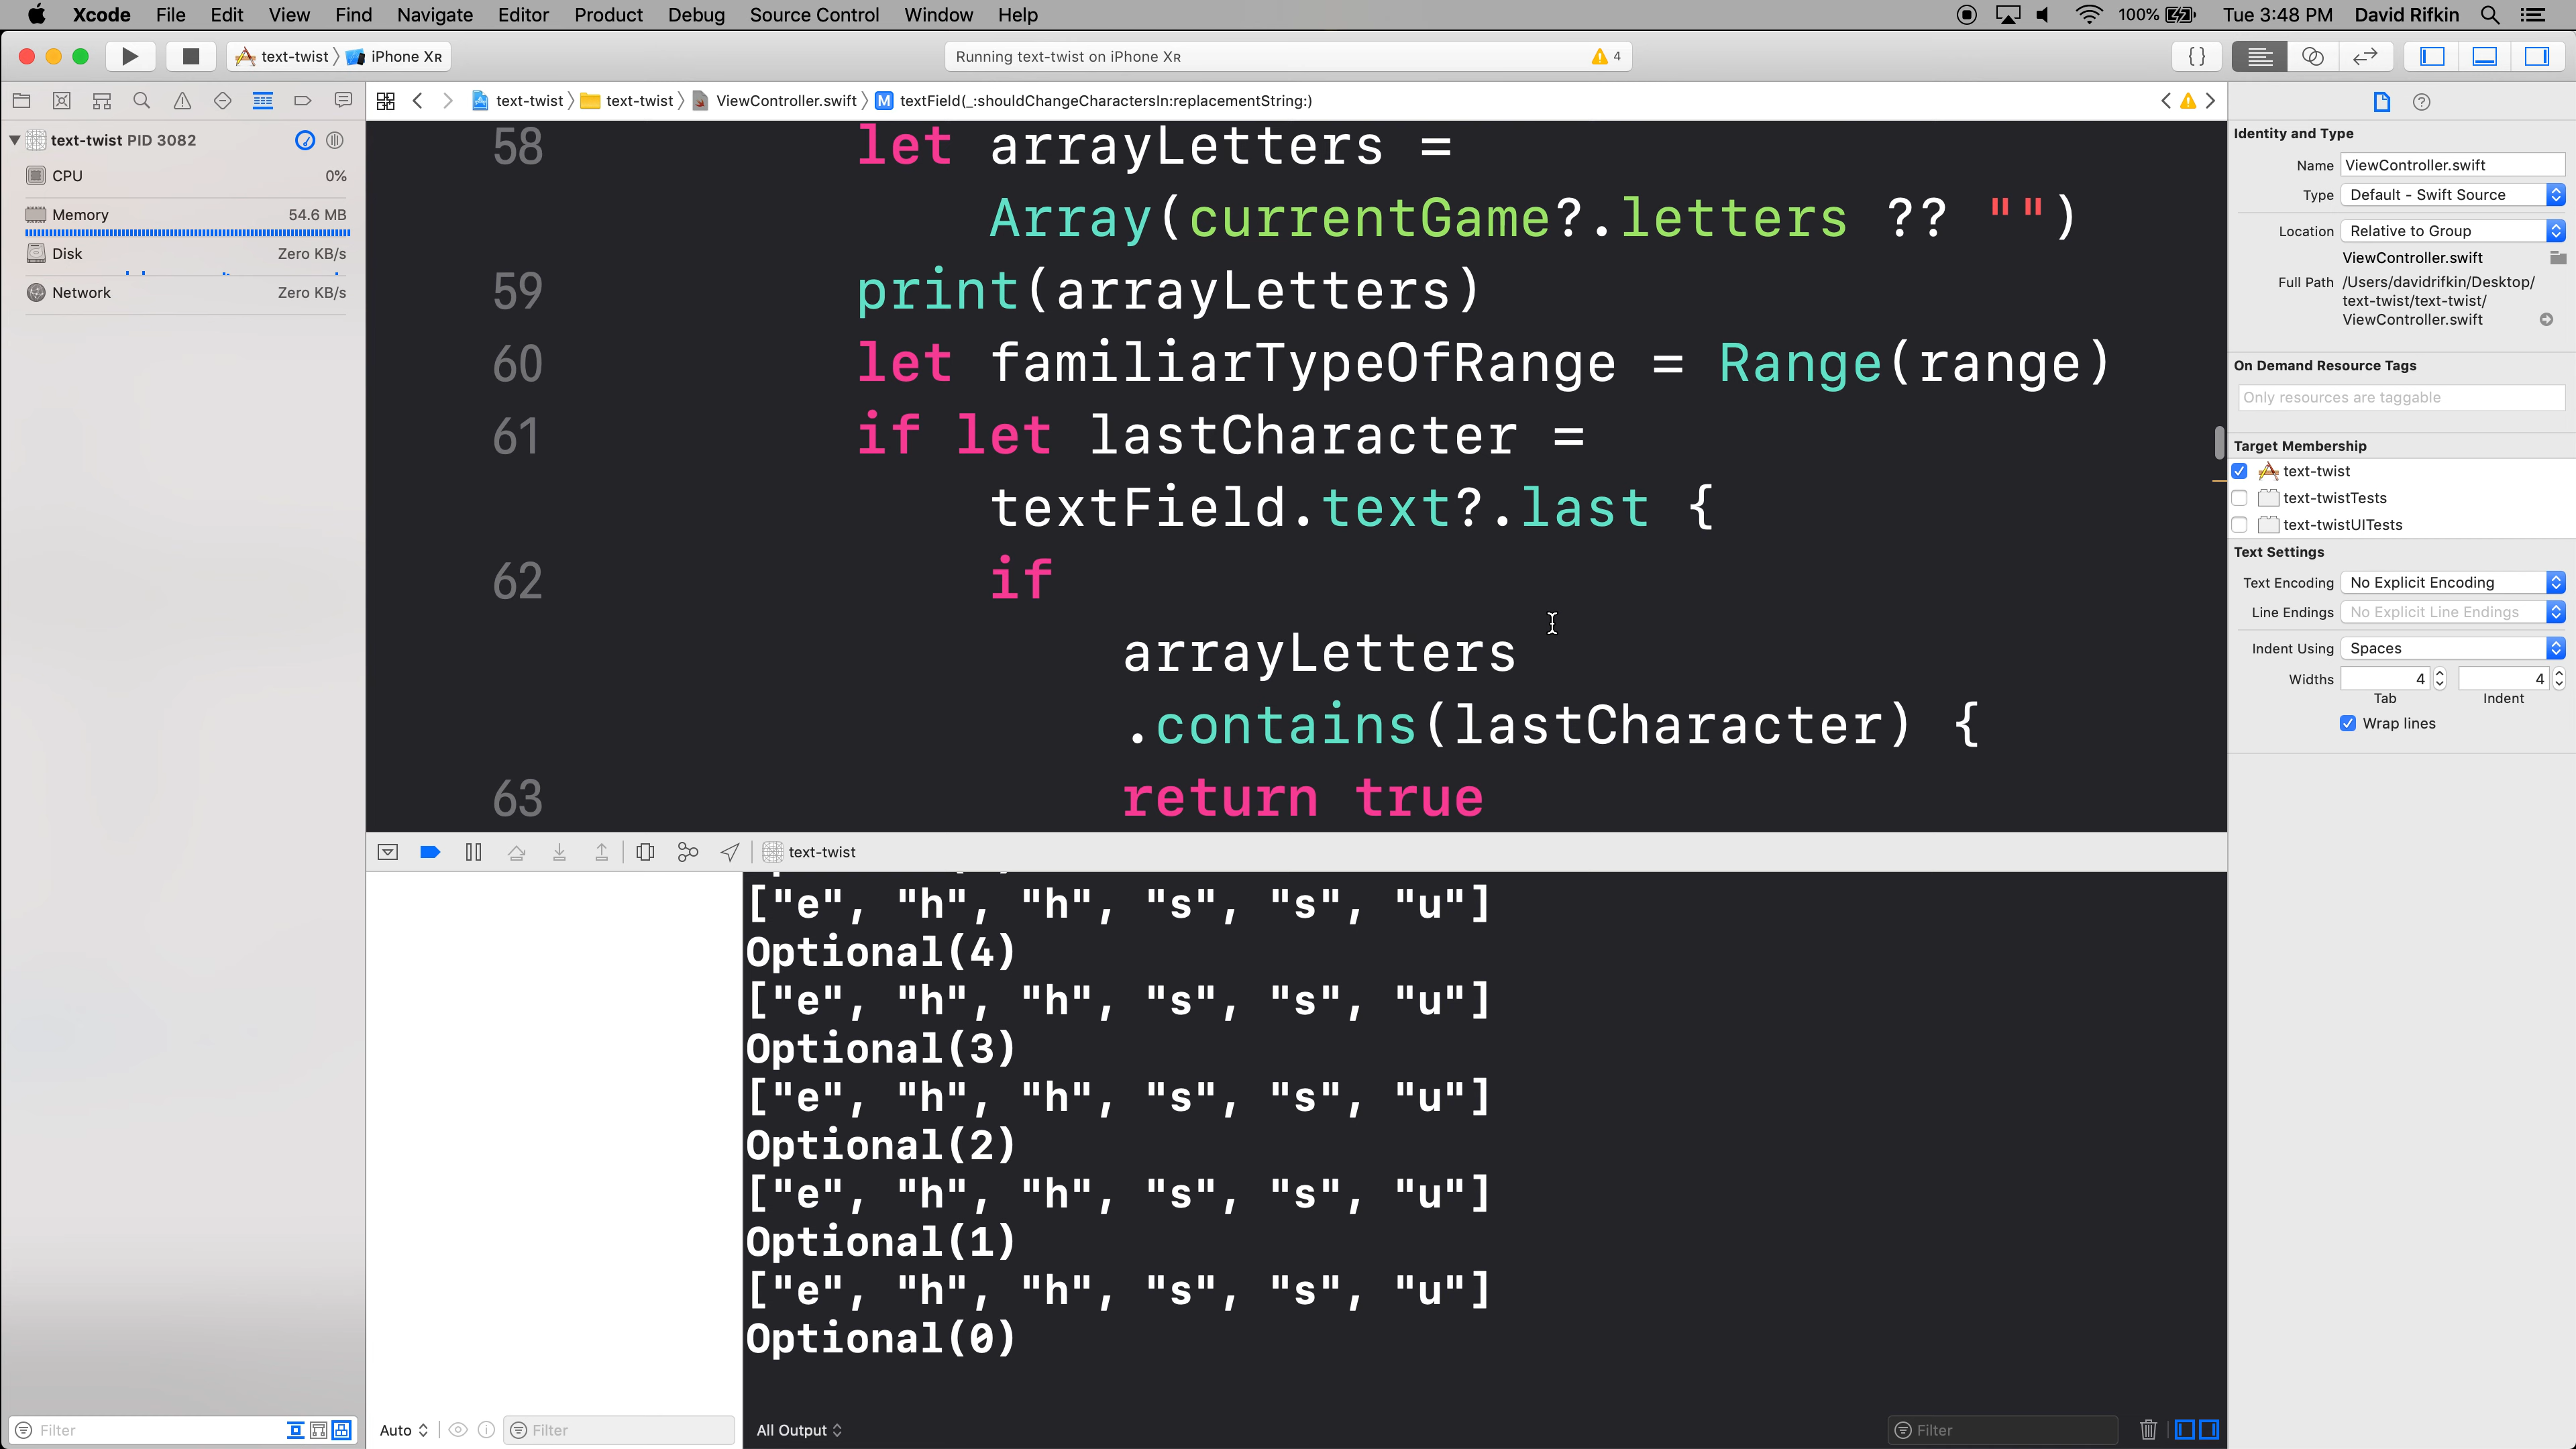 Xcode File Edit View Find Navigate Editor Product Debug Source Control Window Help 100% Tue 3:48 PM David Rifkin
text-twist iPhone XR Running text-twist on iPhone XR 4 {}
text-twist text-twist ViewController.swift M textField(_:shouldChangeCharactersIn:replacementString:)
text-twist PID 3082
CPU 0%
Memory 54.6 MB
Disk Zero KB/s
Network Zero KB/s
Filter
58 let arrayLetters =
Array(currentGame?.letters ?? "")
59 print(arrayLetters)
60 let familiarTypeOfRange = Range(range)
61 if let lastCharacter =
textField.text?.last {
62 if
arrayLetters
.contains(lastCharacter) {
63 return true
text-twist
["e", "h", "h", "s", "s", "u"]
Optional(4)
["e", "h", "h", "s", "s", "u"]
Optional(3)
["e", "h", "h", "s", "s", "u"]
Optional(2)
["e", "h", "h", "s", "s", "u"]
Optional(1)
["e", "h", "h", "s", "s", "u"]
Optional(0)
Auto Filter
All Output Filter
Identity and Type
Name ViewController.swift
Type Default - Swift Source
Location Relative to Group
ViewController.swift
Full Path /Users/davidrifkin/Desktop/
text-twist/text-twist/
ViewController.swift
On Demand Resource Tags
Only resources are taggable
Target Membership
text-twist
text-twistTests
text-twistUITests
Text Settings
Text Encoding No Explicit Encoding
Line Endings No Explicit Line Endings
Indent Using Spaces
Widths 4 4
Tab Indent
Wrap lines